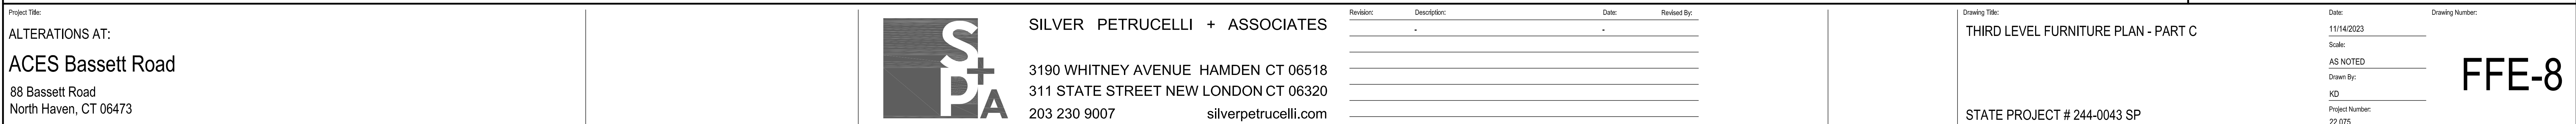 Project Title:
ALTERATIONS AT:
ACES Bassett Road
88 Bassett Road
North Haven, CT 06473
S+PA
SILVER PETRUCELLI + ASSOCIATES
3190 WHITNEY AVENUE HAMDEN CT 06518
311 STATE STREET NEW LONDON CT 06320
203 230 9007 silverpetrucelli.com
Revision: Description: Date: Revised By:
- -
Drawing Title:
THIRD LEVEL FURNITURE PLAN - PART C
STATE PROJECT # 244-0043 SP
Date:
11/14/2023
Scale:
AS NOTED
Drawn By:
KD
Project Number:
22.075
Drawing Number:
FFE-8